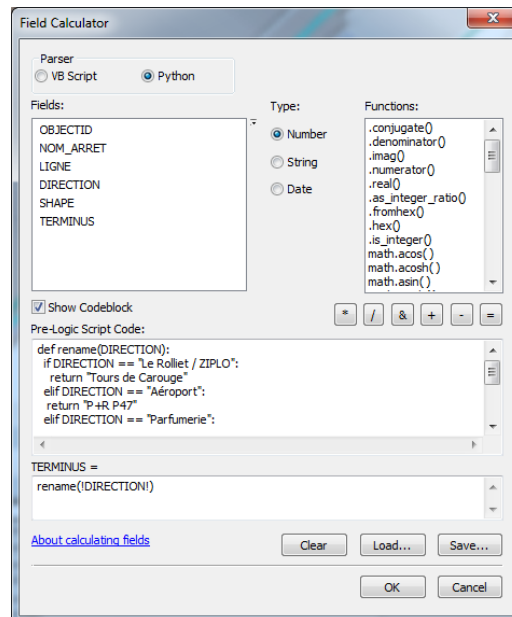 Field Calculator
Parser
VB Script
Python
Fields:
Type:
Functions:
OBJECTID
NOM_ARRET
LIGNE
DIRECTION
SHAPE
TERMINUS
Number
String
Date
.conjugate()
.denominator()
.imag()
.numerator()
.real()
.as_integer_ratio()
.fromhex()
.hex()
.is_integer()
math.acos( )
math.acosh( )
math.asin( )
Show Codeblock
* / & + - =
Pre-Logic Script Code:
def rename(DIRECTION):
if DIRECTION == "Le Rolliet / ZIPLO":
return "Tours de Carouge"
elif DIRECTION == "Aéroport":
return "P+R P47"
elif DIRECTION == "Parfumerie":
TERMINUS =
rename(!DIRECTION!)
About calculating fields
Clear
Load...
Save...
OK
Cancel